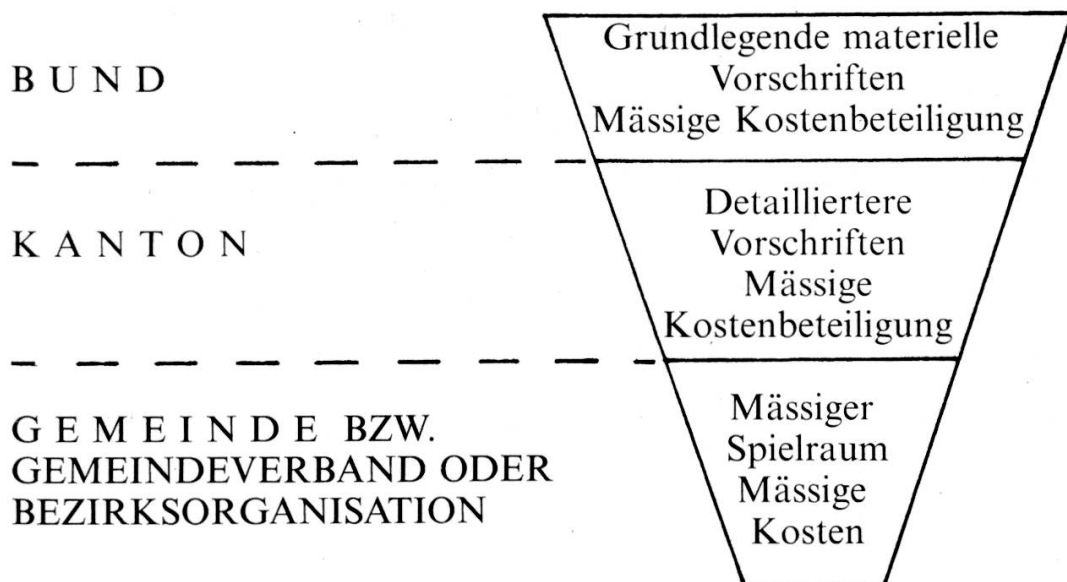 BUND
Grundlegende materielle
Vorschriften
Mässige Kostenbeteiligung
KANTON
Detailliertere
Vorschriften
Mässige
Kostenbeteiligung
GEMEINDE BZW.
GEMEINDEVERBAND ODER
BEZIRKSORGANISATION
Mässiger
Spielraum
Mässige
Kosten